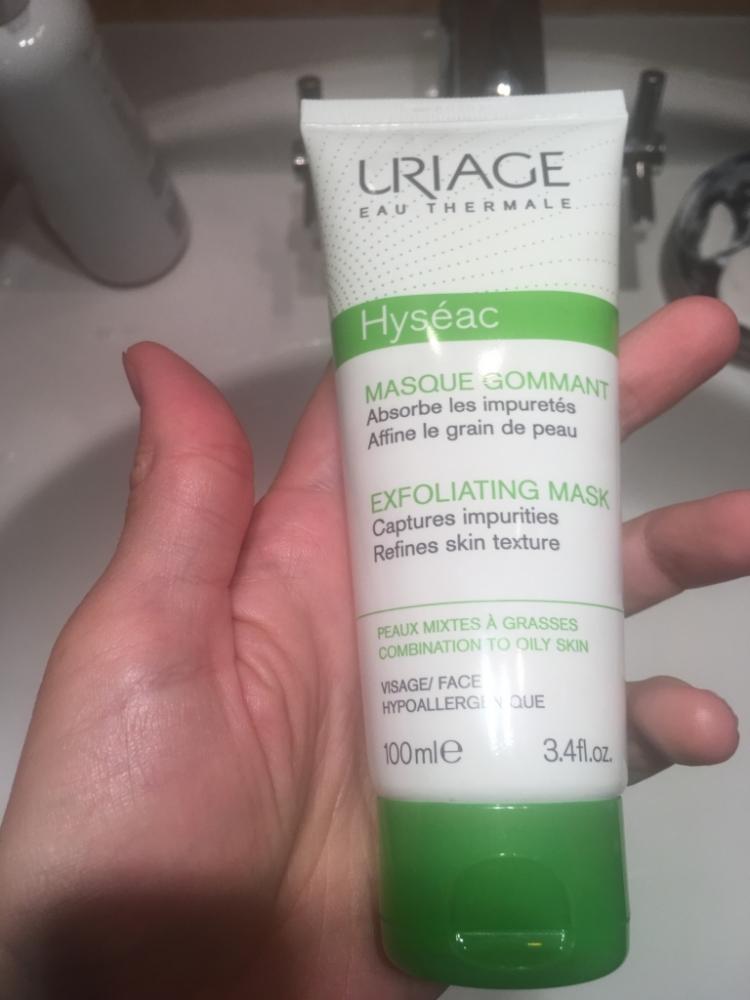 URIAGE
EAU THERMALE
Hyséac
MASQUE GOMMANT
Absorbe les impuretés
Affine le grain de peau
EXFOLIATING MASK
Captures impurities
Refines skin texture
PEAUX MIXTES À GRASSES
COMBINATION TO OILY SKIN
VISAGE/ FACE
HYPOALLERGENIQUE
100ml℮ 3.4fl.oz.